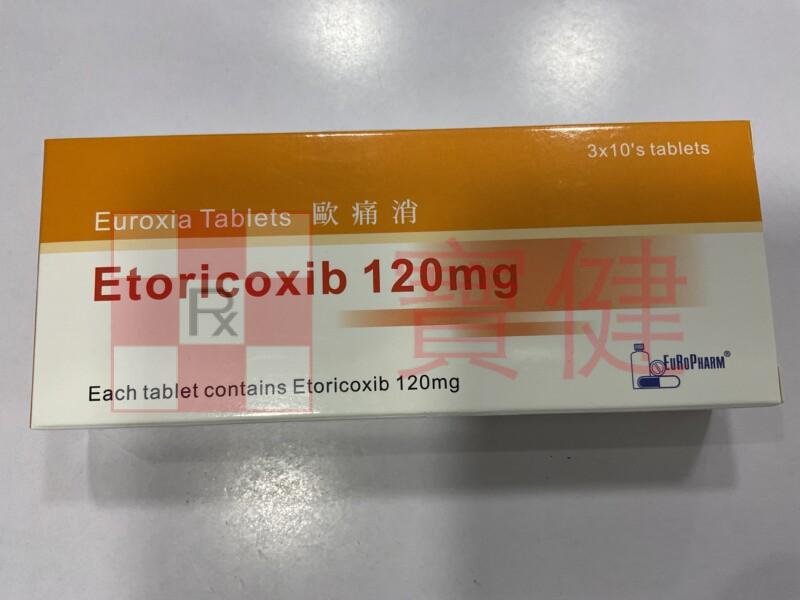 3x10's tablets
Euroxia Tablets 歐痛消
Etoricoxib 120mg
寶健
Rx
Each tablet contains Etoricoxib 120mg
EuRoPharm®